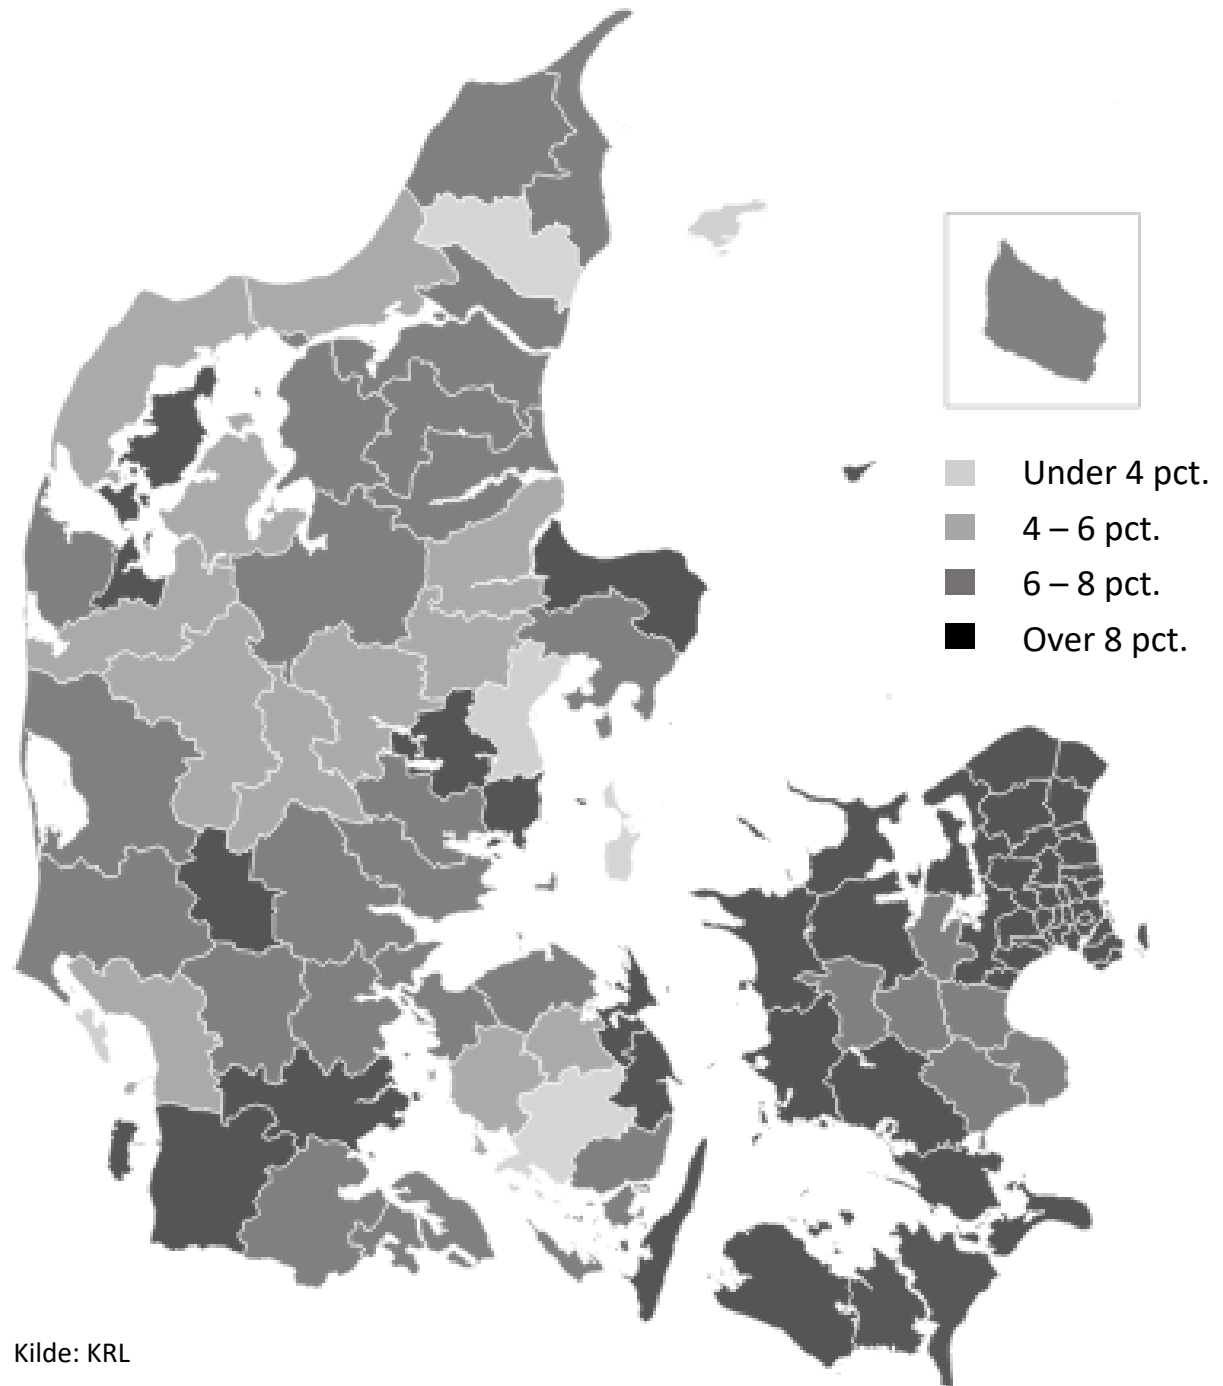 Under 4 pct.
4 – 6 pct.
6 – 8 pct.
Over 8 pct.
Kilde: KRL